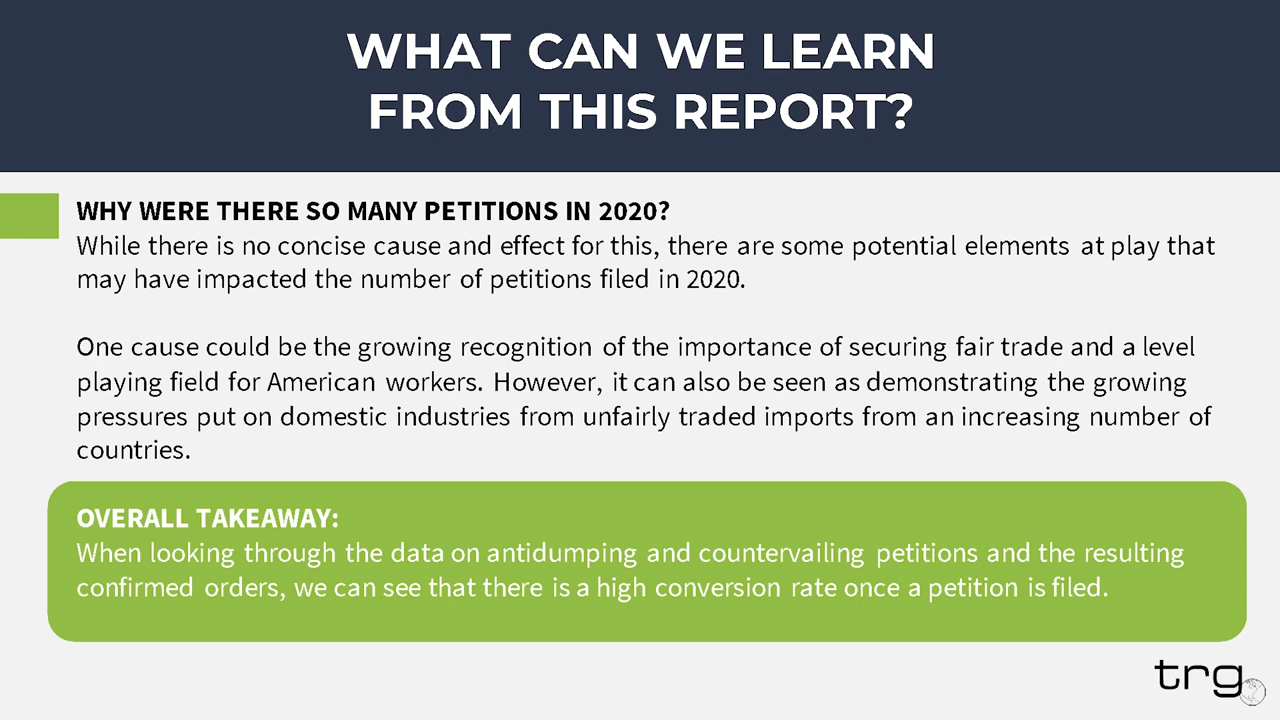 WHAT CAN WE LEARN
FROM THIS REPORT?
WHY WERE THERE SO MANY PETITIONS IN 2020?
While there is no concise cause and effect for this, there are some potential elements at play that
may have impacted the number of petitions filed in 2020.
One cause could be the growing recognition of the importance of securing fair trade and a level
playing field for American workers. However, it can also be seen as demonstrating the growing
pressures put on domestic industries from unfairly traded imports from an increasing number of
countries.
OVERALL TAKEAWAY:
When looking through the data on antidumping and countervailing petitions and the resulting
confirmed orders, we can see that there is a high conversion rate once a petition is filed.
trg